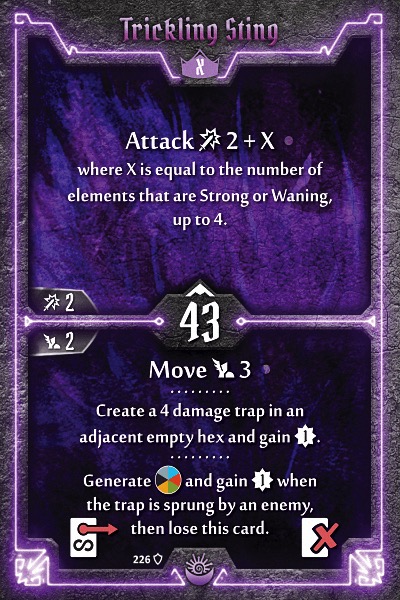 Trickling Sting
X
Attack 2 + X
where X is equal to the number of
elements that are Strong or Waning,
up to 4.
2
43
2
Move 3
Create a 4 damage trap in an
adjacent empty hex and gain 1.
Generate and gain 1 when
the trap is sprung by an enemy,
then lose this card.
S
226